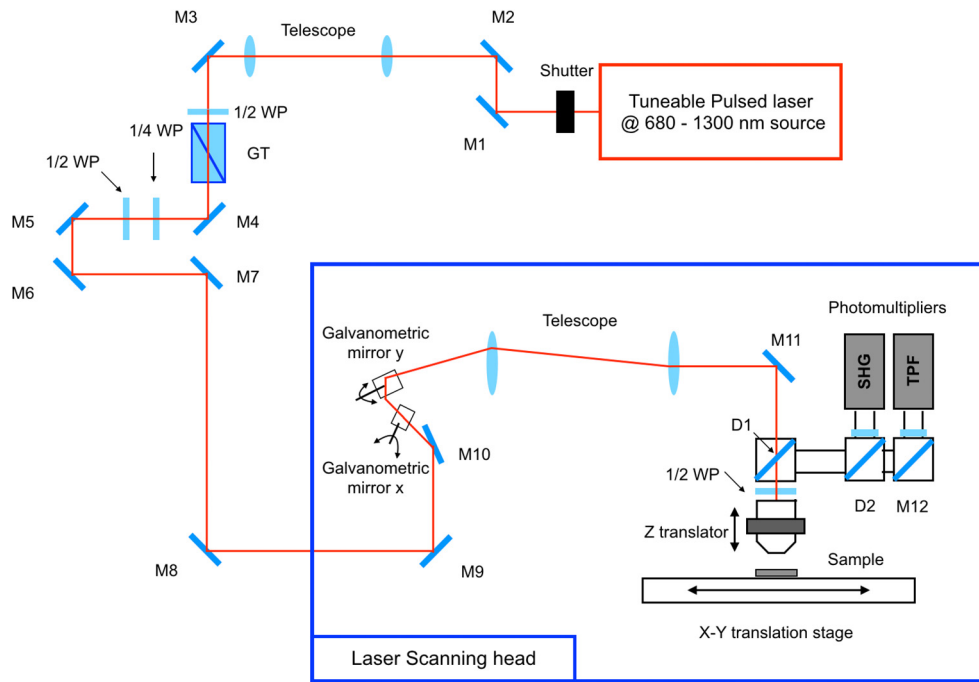 M3
Telescope
M2
Shutter
Tuneable Pulsed laser
@ 680 - 1300 nm source
M1
1/2 WP
1/4 WP
GT
1/2 WP
M5
M4
M6
M7
Galvanometric
mirror y
Telescope
M11
Photomultipliers
SHG
TPF
D1
M10
Galvanometric
mirror x
1/2 WP
D2
M12
Z translator
M8
M9
Sample
X-Y translation stage
Laser Scanning head